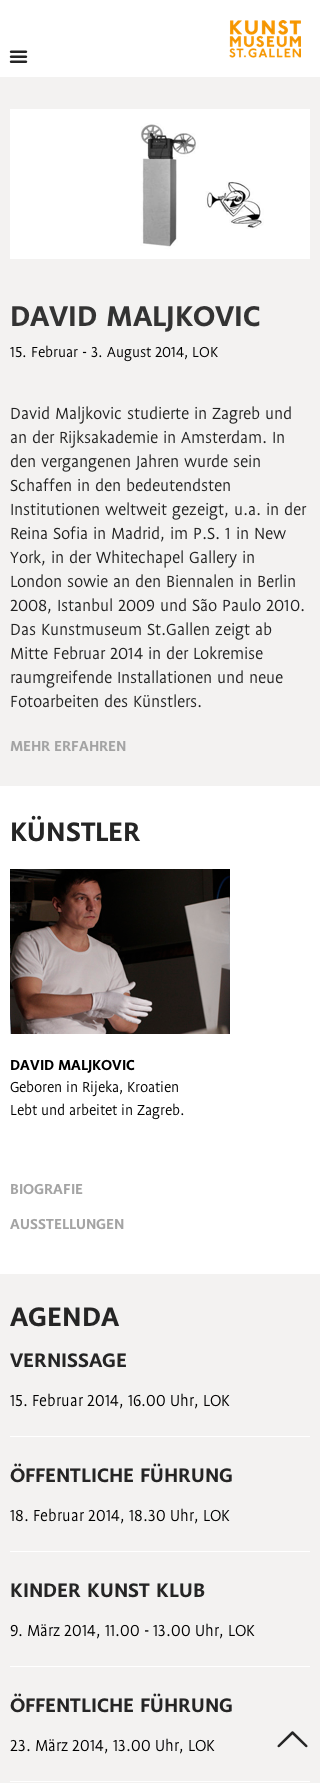 KUNST
MUSEUM
ST.GALLEN
DAVID MALJKOVIC
15. Februar - 3. August 2014, LOK
David Maljkovic studierte in Zagreb und
an der Rijksakademie in Amsterdam. In
den vergangenen Jahren wurde sein
Schaffen in den bedeutendsten
Institutionen weltweit gezeigt, u.a. in der
Reina Sofia in Madrid, im P.S. 1 in New
York, in der Whitechapel Gallery in
London sowie an den Biennalen in Berlin
2008, Istanbul 2009 und São Paulo 2010.
Das Kunstmuseum St.Gallen zeigt ab
Mitte Februar 2014 in der Lokremise
raumgreifende Installationen und neue
Fotoarbeiten des Künstlers.
MEHR ERFAHREN
KÜNSTLER
DAVID MALJKOVIC
Geboren in Rijeka, Kroatien
Lebt und arbeitet in Zagreb.
BIOGRAFIE
AUSSTELLUNGEN
AGENDA
VERNISSAGE
15. Februar 2014, 16.00 Uhr, LOK
ÖFFENTLICHE FÜHRUNG
18. Februar 2014, 18.30 Uhr, LOK
KINDER KUNST KLUB
9. März 2014, 11.00 - 13.00 Uhr, LOK
ÖFFENTLICHE FÜHRUNG
23. März 2014, 13.00 Uhr, LOK